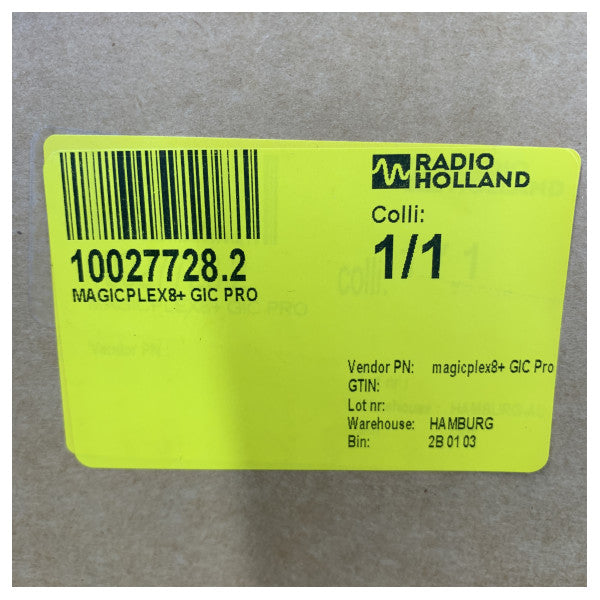 RADIO
HOLLAND
Colli:
1/1
10027728.2
MAGICPLEX8+ GIC PRO
Vendor PN: magicplex8+ GIC Pro
GTIN:
Lot nr:
Warehouse: HAMBURG
Bin: 2B 01 03